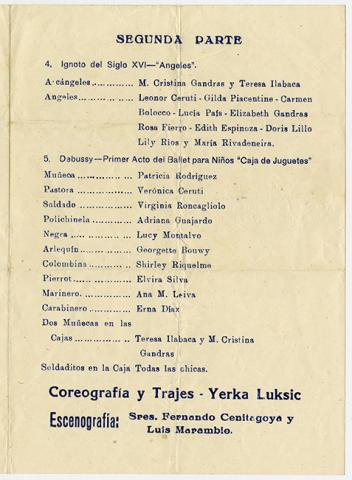 SEGUNDA PARTE
4. Ignoto del Siglo XVI—"Angeles".
Arcángeles.............. M. Cristina Gandras y Teresa Ilabaca
Angeles.................. Leonor Ceruti - Gilda Piacentine - Carmen
Bolocco - Lucía País - Elizabeth Gandras
Rosa Fierro - Edith Espinoza - Doris Lillo
Lily Ríos y María Rivadeneira.
5. Debussy—Primer Acto del Ballet para Niños "Caja de Juguetes"
Muñeca ................. Patricia Rodríguez
Pastora ................. Verónica Ceruti
Soldado ................. Virginia Roncagliolo
Polichinela ............. Adriana Guajardo
Negra .................... Lucy Montalvo
Arlequín ................ Georgette Bouwy
Colombina .............. Shirley Riquelme
Pierrot................... Elvira Silva
Marinero................ Ana M. Leiva
Carabinero ............. Erna Díaz
Dos Muñecas en las
Cajas .................. Teresa Ilabaca y M. Cristina
Gandras
Soldaditos en la Caja Todas las chicas.
Coreografía y Trajes - Yerka Luksic
Escenografía: Sres. Fernando Cenitagoya y
Luis Marambio.